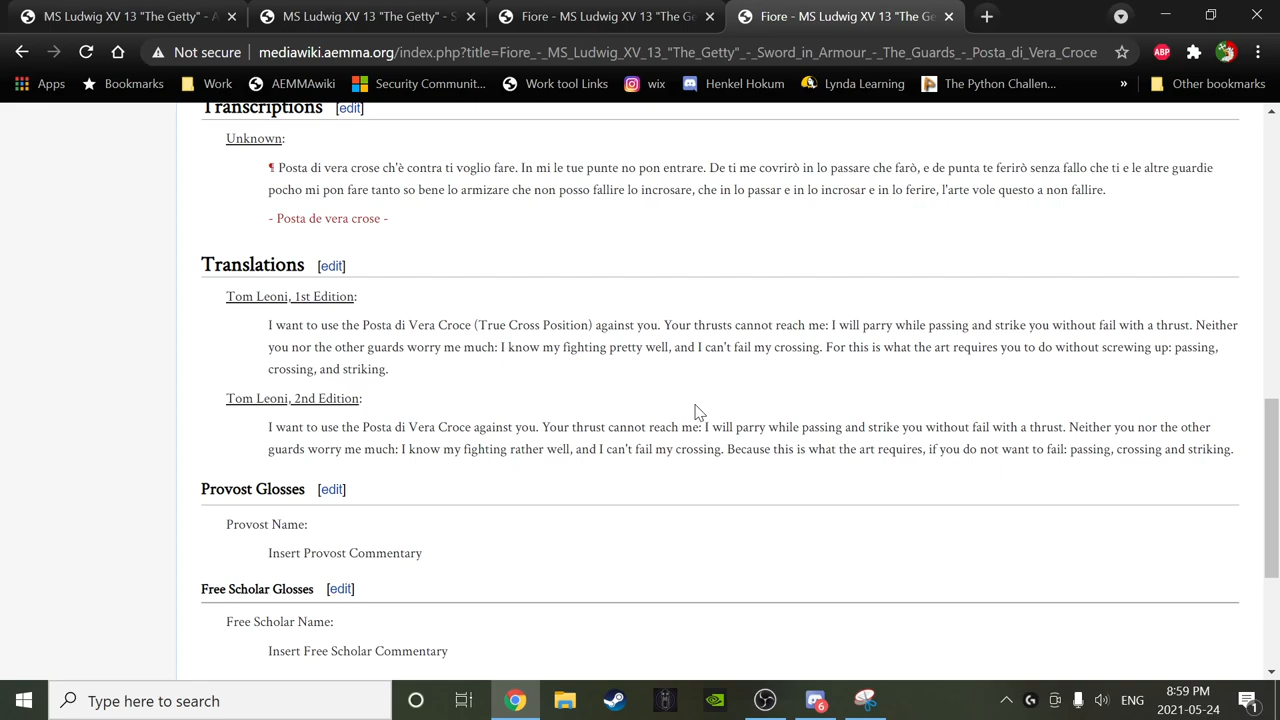 MS Ludwig XV 13 "The Getty" - A
MS Ludwig XV 13 "The Getty" - S
Fiore - MS Ludwig XV 13 "The Ge
Fiore - MS Ludwig XV 13 "The Ge
Not secure
mediawiki.aemma.org/index.php?title=Fiore_-_MS_Ludwig_XV_13_"The_Getty"_-_Sword_in_Armour_-_The_Guards_-_Posta_di_Vera_Croce
ABP
Apps
Bookmarks
Work
AEMMAwiki
Security Communit...
Work tool Links
wix
Henkel Hokum
Lynda Learning
The Python Challen...
»
Other bookmarks
Transcriptions [edit]
Unknown:
¶ Posta di vera crose ch'è contra ti voglio fare. In mi le tue punte no pon entrare. De ti me covrirò in lo passare che farò, e de punta te ferirò senza fallo che ti e le altre guardie
pocho mi pon fare tanto so bene lo armizare che non posso fallire lo incrosare, che in lo passar e in lo incrosar e in lo ferire, l'arte vole questo a non fallire.
- Posta de vera crose -
Translations [edit]
Tom Leoni, 1st Edition:
I want to use the Posta di Vera Croce (True Cross Position) against you. Your thrusts cannot reach me: I will parry while passing and strike you without fail with a thrust. Neither
you nor the other guards worry me much: I know my fighting pretty well, and I can't fail my crossing. For this is what the art requires you to do without screwing up: passing,
crossing, and striking.
Tom Leoni, 2nd Edition:
I want to use the Posta di Vera Croce against you. Your thrust cannot reach me: I will parry while passing and strike you without fail with a thrust. Neither you nor the other
guards worry me much: I know my fighting rather well, and I can't fail my crossing. Because this is what the art requires, if you do not want to fail: passing, crossing and striking.
Provost Glosses [edit]
Provost Name:
Insert Provost Commentary
Free Scholar Glosses [edit]
Free Scholar Name:
Insert Free Scholar Commentary
Type here to search
6
ENG
8:59 PM
2021-05-24
1